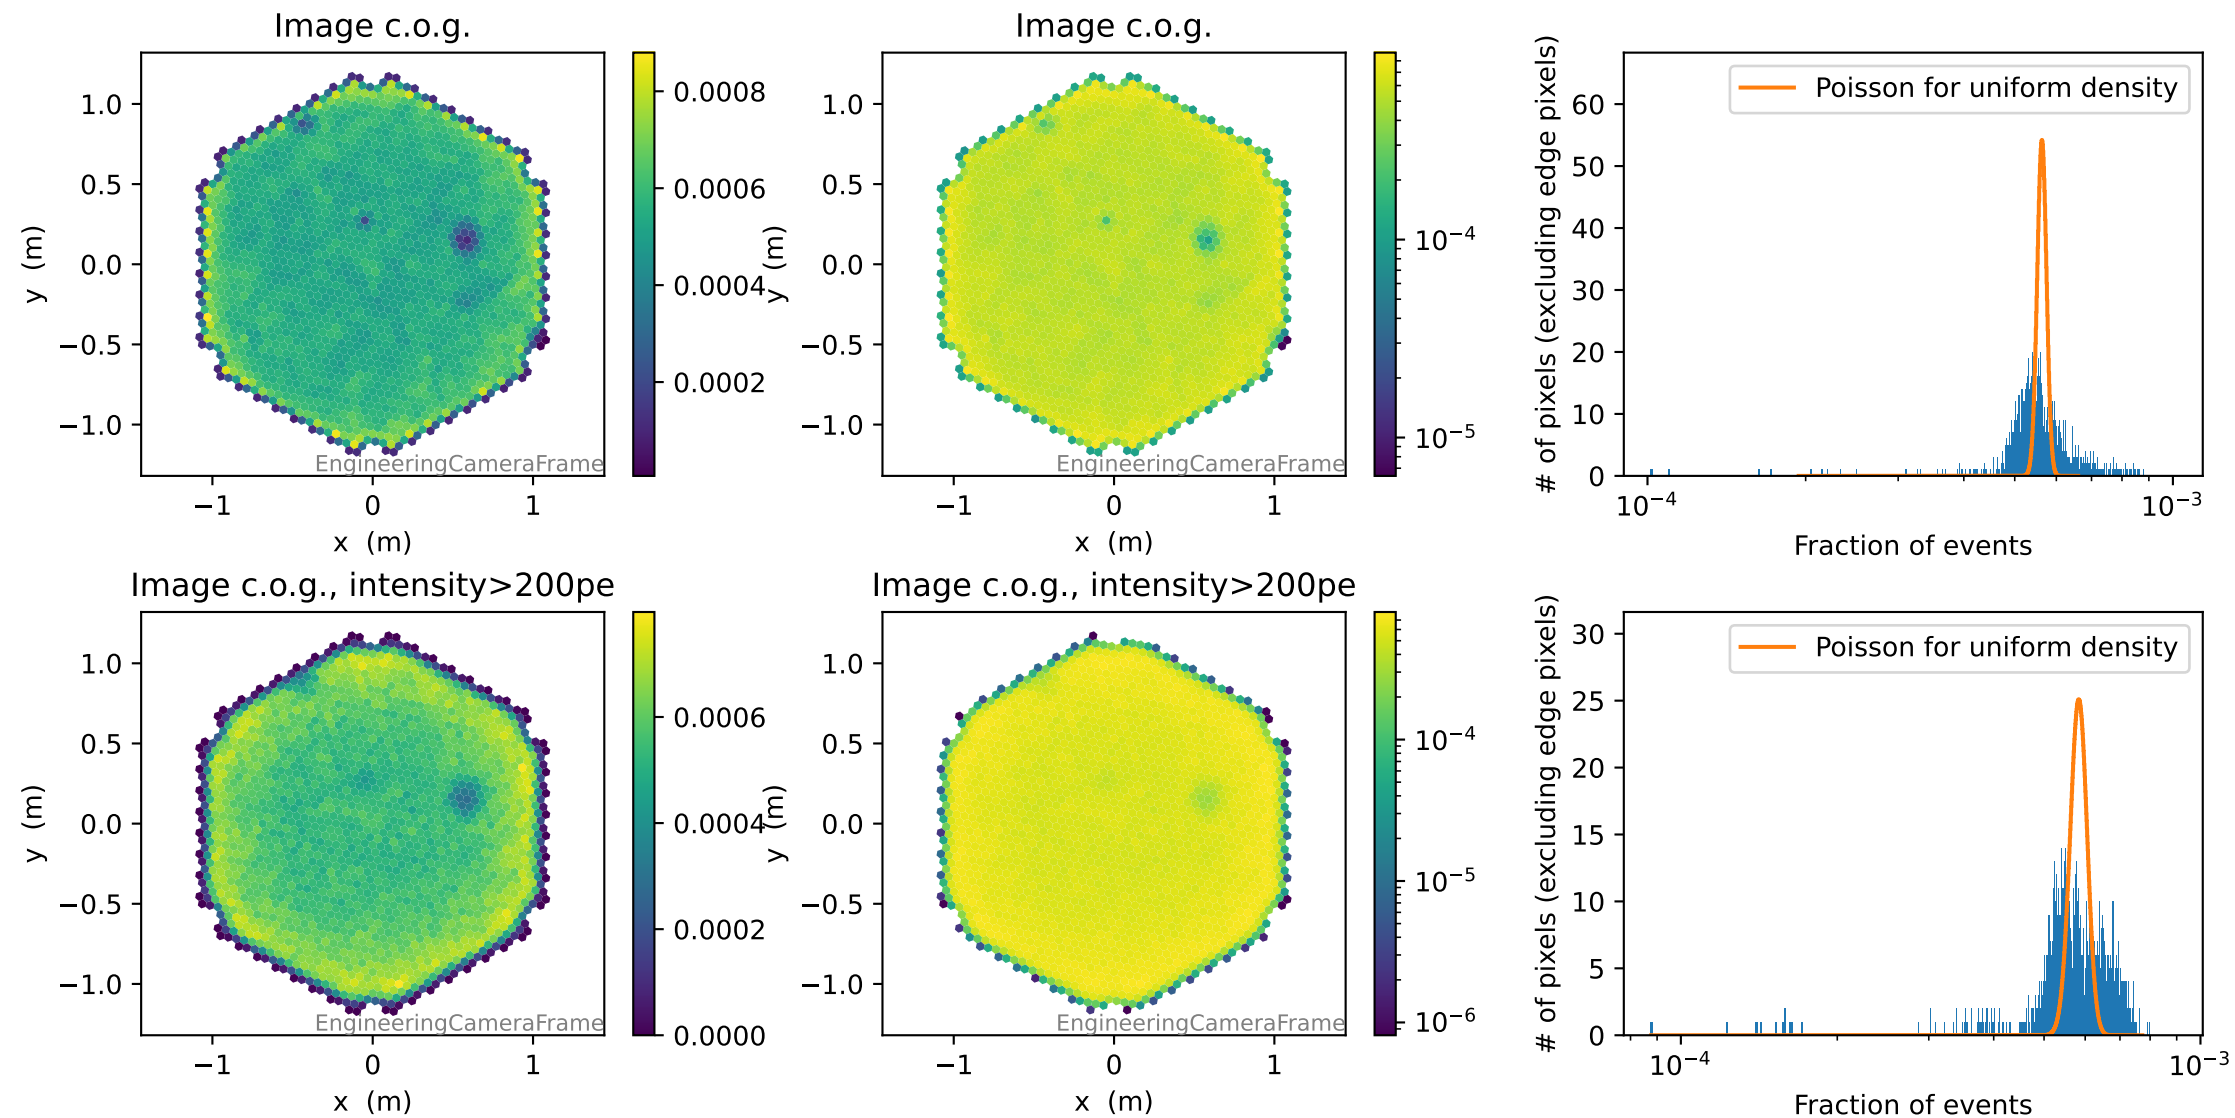 Image c.o.g.
y (m)
1.0
0.5
0.0
−0.5
−1.0
−1
0
1
x (m)
EngineeringCameraFrame
0.0008
0.0006
0.0004
0.0002
Image c.o.g.
y (m)
1.0
0.5
0.0
−0.5
−1.0
−1
0
1
x (m)
EngineeringCameraFrame
10⁻⁴
10⁻⁵
# of pixels (excluding edge pixels)
60
50
40
30
20
10
0
Poisson for uniform density
10⁻⁴
10⁻³
Fraction of events
Image c.o.g., intensity>200pe
y (m)
1.0
0.5
0.0
−0.5
−1.0
−1
0
1
x (m)
EngineeringCameraFrame
0.0006
0.0004
0.0002
0.0000
Image c.o.g., intensity>200pe
y (m)
1.0
0.5
0.0
−0.5
−1.0
−1
0
1
x (m)
EngineeringCameraFrame
10⁻⁴
10⁻⁵
10⁻⁶
# of pixels (excluding edge pixels)
30
25
20
15
10
5
0
Poisson for uniform density
10⁻⁴
10⁻³
Fraction of events